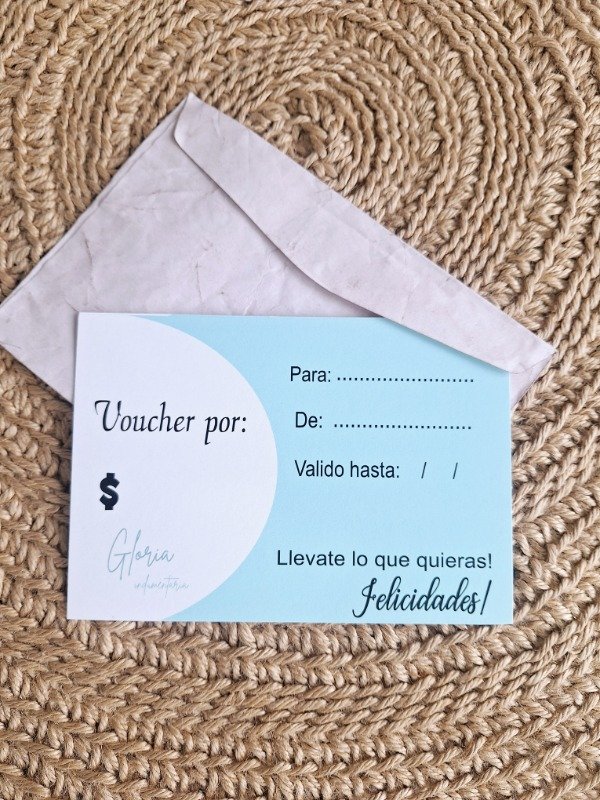 Voucher por:
$
Gloria
indumentaria
Para: .........................
De: .........................
Valido hasta: / /
Llevate lo que quieras!
Felicidades!